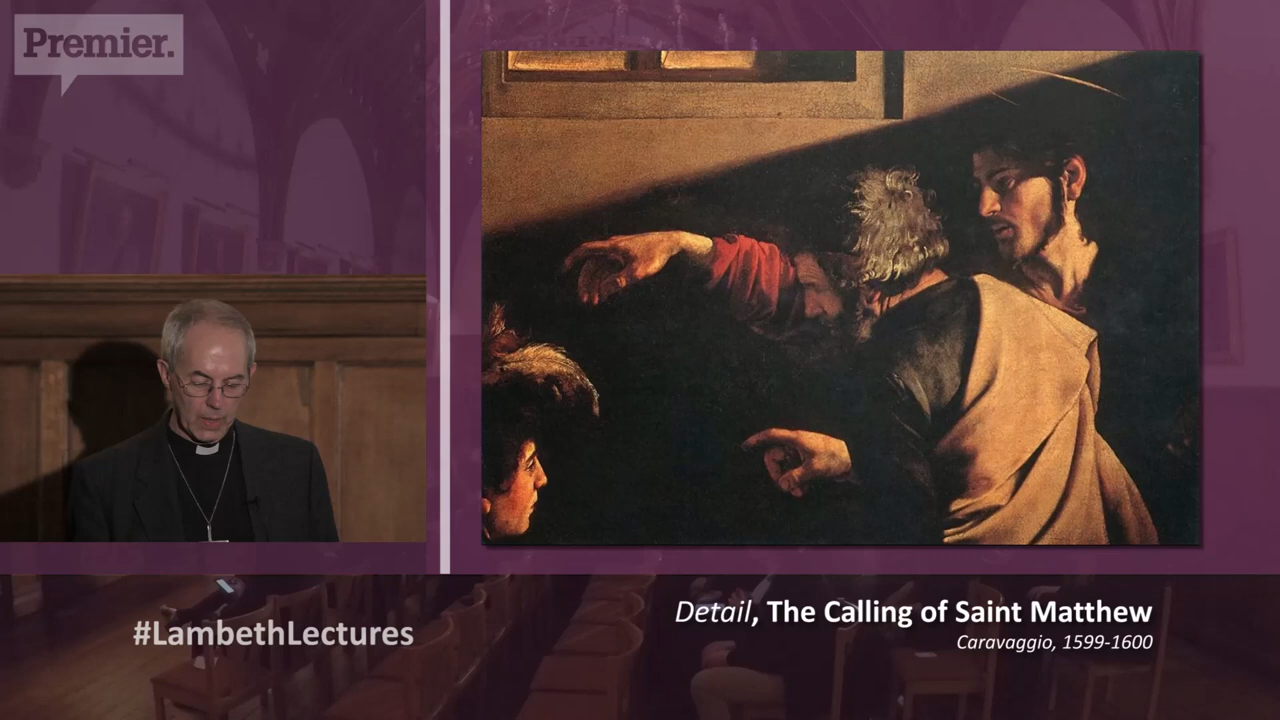 Premier.
#LambethLectures
Detail, The Calling of Saint Matthew
Caravaggio, 1599-1600